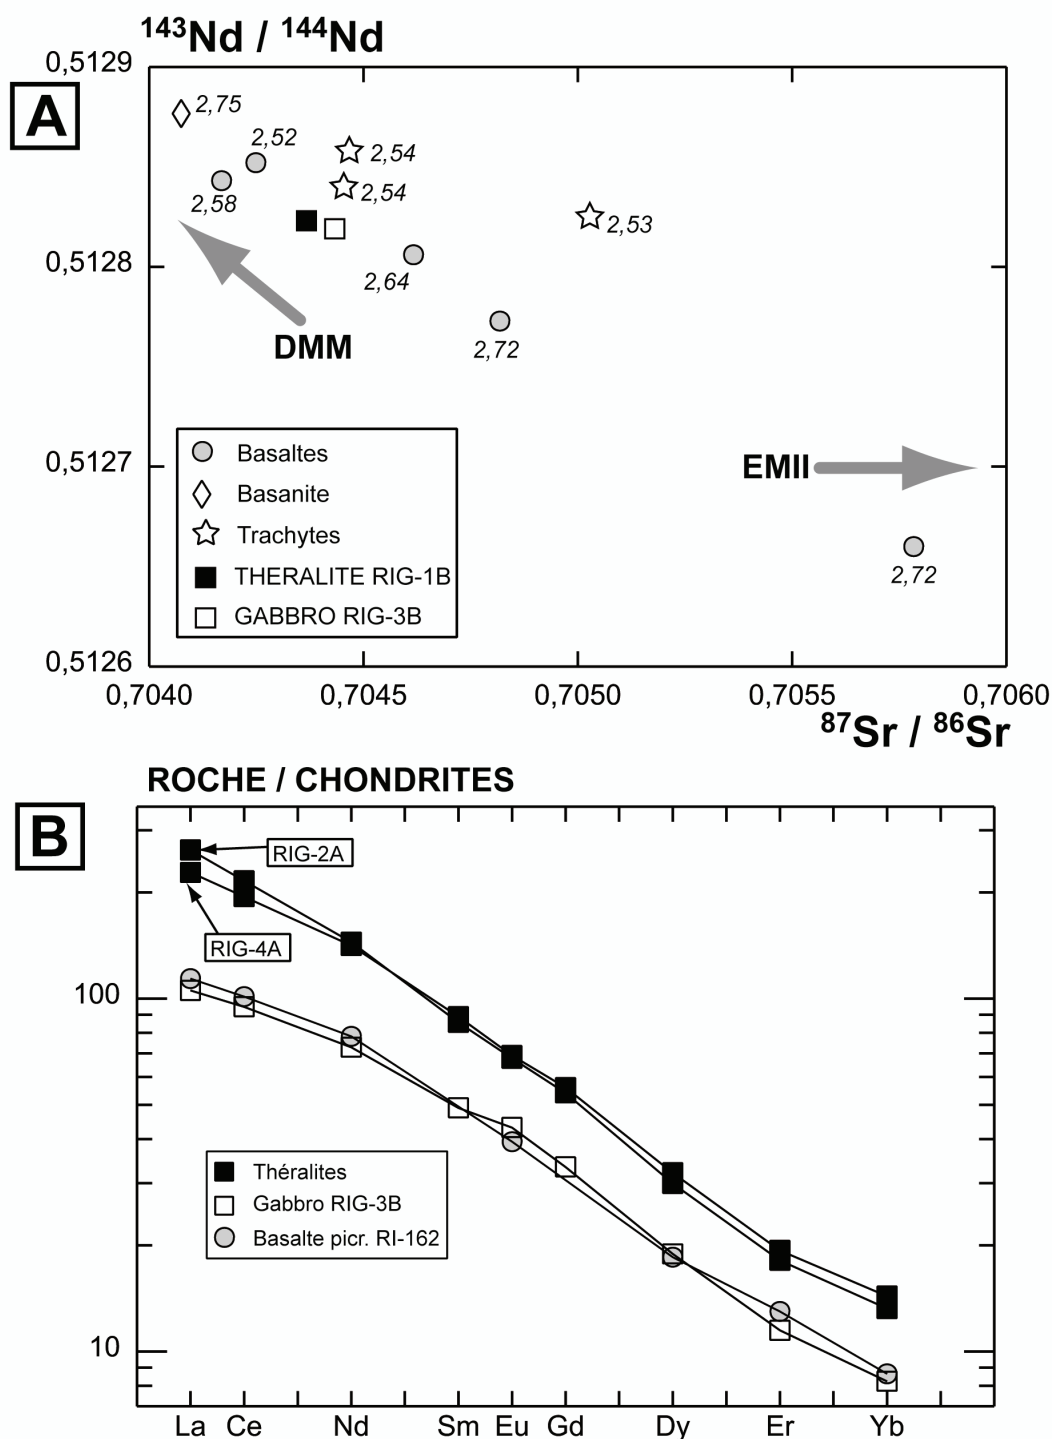 143Nd / 144Nd
A
0,5129
2,75
2,52
2,54
2,54
2,58
2,53
0,5128
2,64
DMM
2,72
Basaltes
0,5127
EMII
Basanite
Trachytes
2,72
THERALITE RIG-1B
GABBRO RIG-3B
0,5126
0,7040 0,7045 0,7050 0,7055 0,7060
87Sr / 86Sr
ROCHE / CHONDRITES
B
RIG-2A
RIG-4A
100
Théralites
Gabbro RIG-3B
Basalte picr. RI-162
10
La Ce Nd Sm Eu Gd Dy Er Yb